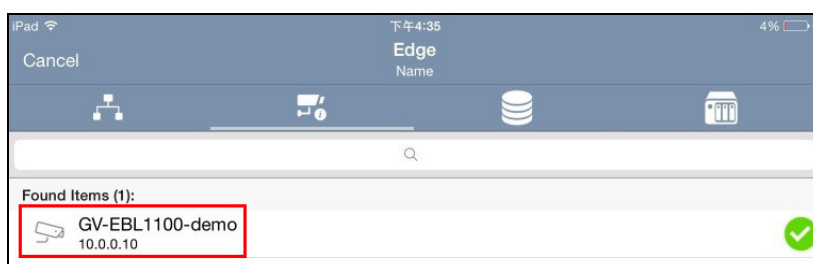 iPad 下午4:35 4%
Cancel Edge
Name
Found Items (1):
GV-EBL1100-demo
10.0.0.10